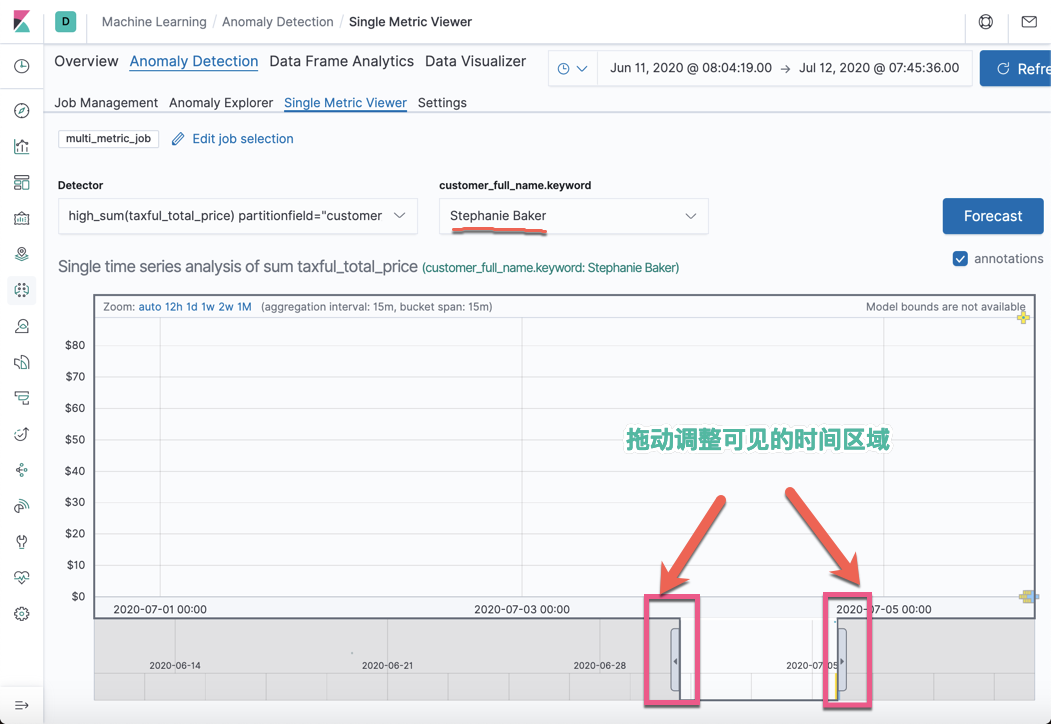 D Machine Learning / Anomaly Detection / Single Metric Viewer
Overview Anomaly Detection Data Frame Analytics Data Visualizer
Jun 11, 2020 @ 08:04:19.00 → Jul 12, 2020 @ 07:45:36.00 Refre
Job Management Anomaly Explorer Single Metric Viewer Settings
multi_metric_job Edit job selection
Detector customer_full_name.keyword
high_sum(taxful_total_price) partitionfield="customer Stephanie Baker Forecast
Single time series analysis of sum taxful_total_price (customer_full_name.keyword: Stephanie Baker) annotations
Zoom: auto 12h 1d 1w 2w 1M (aggregation interval: 15m, bucket span: 15m) Model bounds are not available
$80
$70
$60
$50
拖动调整可见的时间区域
$40
$30
$20
$10
$0
2020-07-01 00:00 2020-07-03 00:00 2020-07-05 00:00
2020-06-14 2020-06-21 2020-06-28 2020-07-05